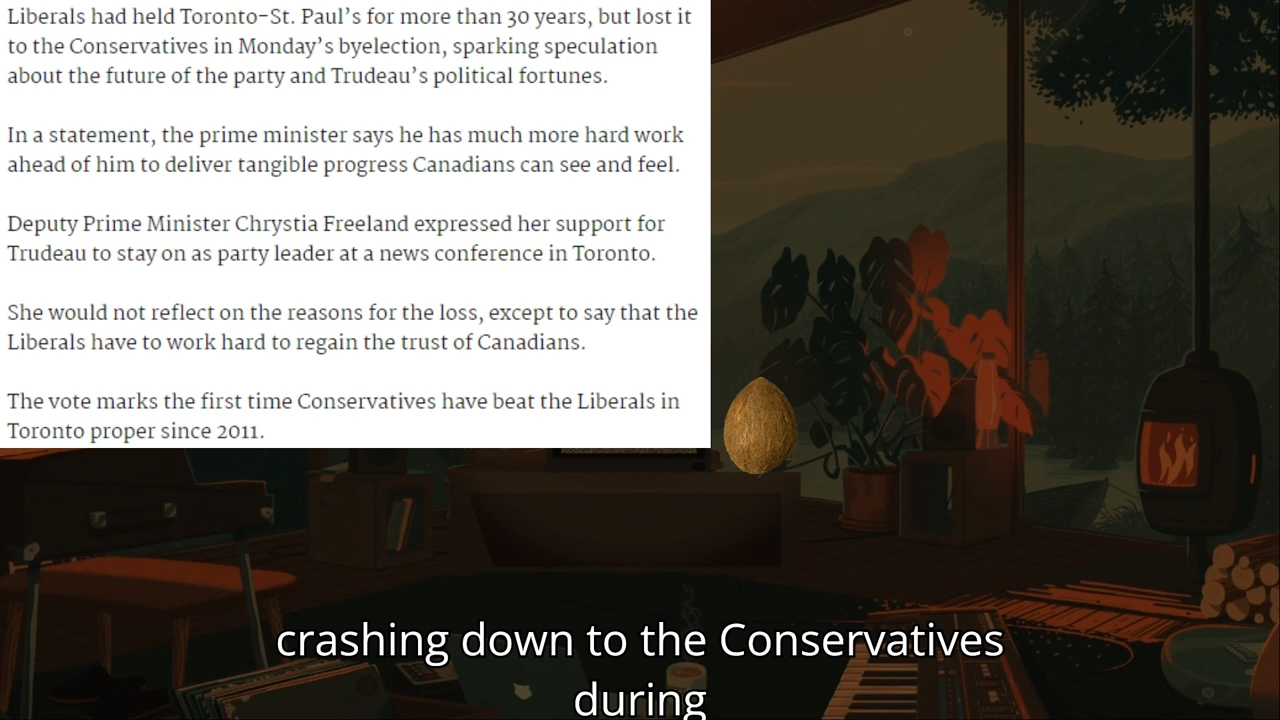 Liberals had held Toronto–St. Paul’s for more than 30 years, but lost it
to the Conservatives in Monday’s byelection, sparking speculation
about the future of the party and Trudeau’s political fortunes.
In a statement, the prime minister says he has much more hard work
ahead of him to deliver tangible progress Canadians can see and feel.
Deputy Prime Minister Chrystia Freeland expressed her support for
Trudeau to stay on as party leader at a news conference in Toronto.
She would not reflect on the reasons for the loss, except to say that the
Liberals have to work hard to regain the trust of Canadians.
The vote marks the first time Conservatives have beat the Liberals in
Toronto proper since 2011.
crashing down to the Conservatives
during